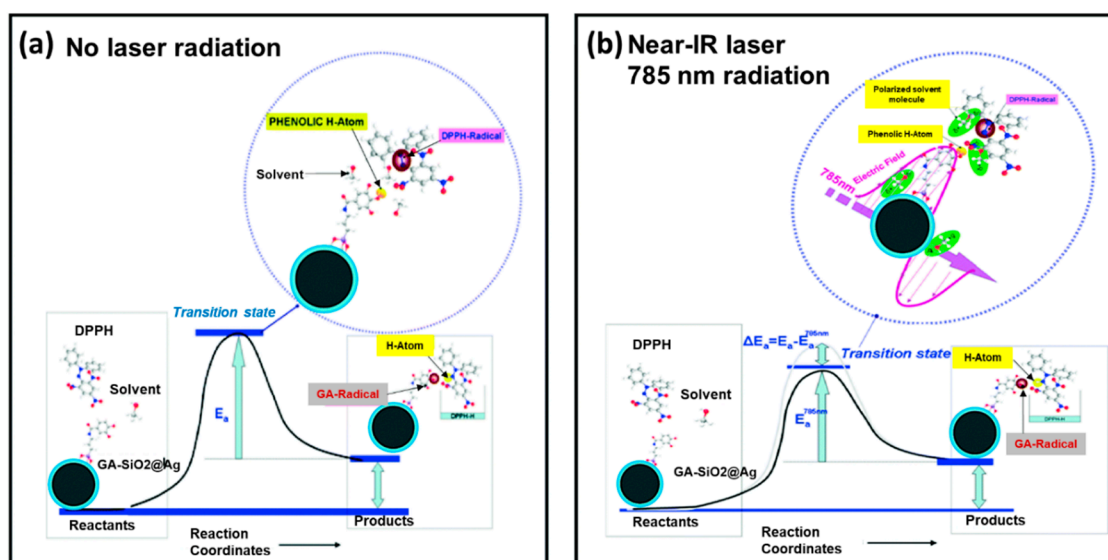 (a) No laser radiation
PHENOLIC H-Atom
DPPH-Radical
Solvent
Transition state
DPPH
Solvent
H-Atom
GA-Radical
Ea
DPPH-H
GA-SiO2@Ag
Reactants
Products
Reaction
Coordinates
(b) Near-IR laser
785 nm radiation
Polarized solvent
molecule
DPPH-Radical
Phenolic H-Atom
Electric Field
785nm
ΔEa=Ea-Ea785nm
Transition state
DPPH
Solvent
H-Atom
Ea785nm
DPPH-H
GA-Radical
GA-SiO2@Ag
Reactants
Products
Reaction
Coordinates